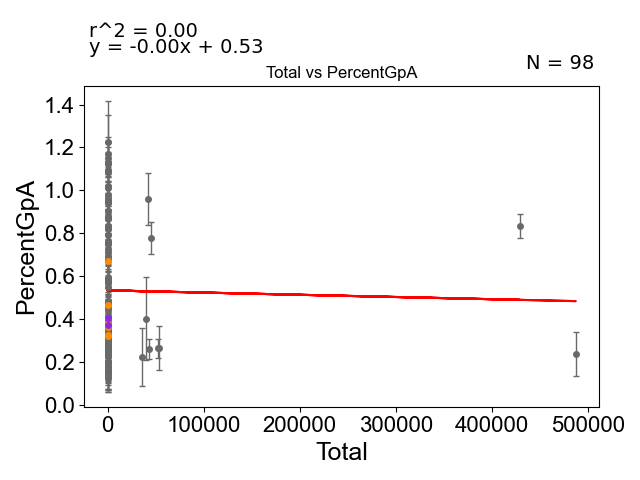 r^2 = 0.00
y = -0.00x + 0.53
N = 98
Total vs PercentGpA
PercentGpA
1.4
1.2
1.0
0.8
0.6
0.4
0.2
0.0
0 100000 200000 300000 400000 500000
Total